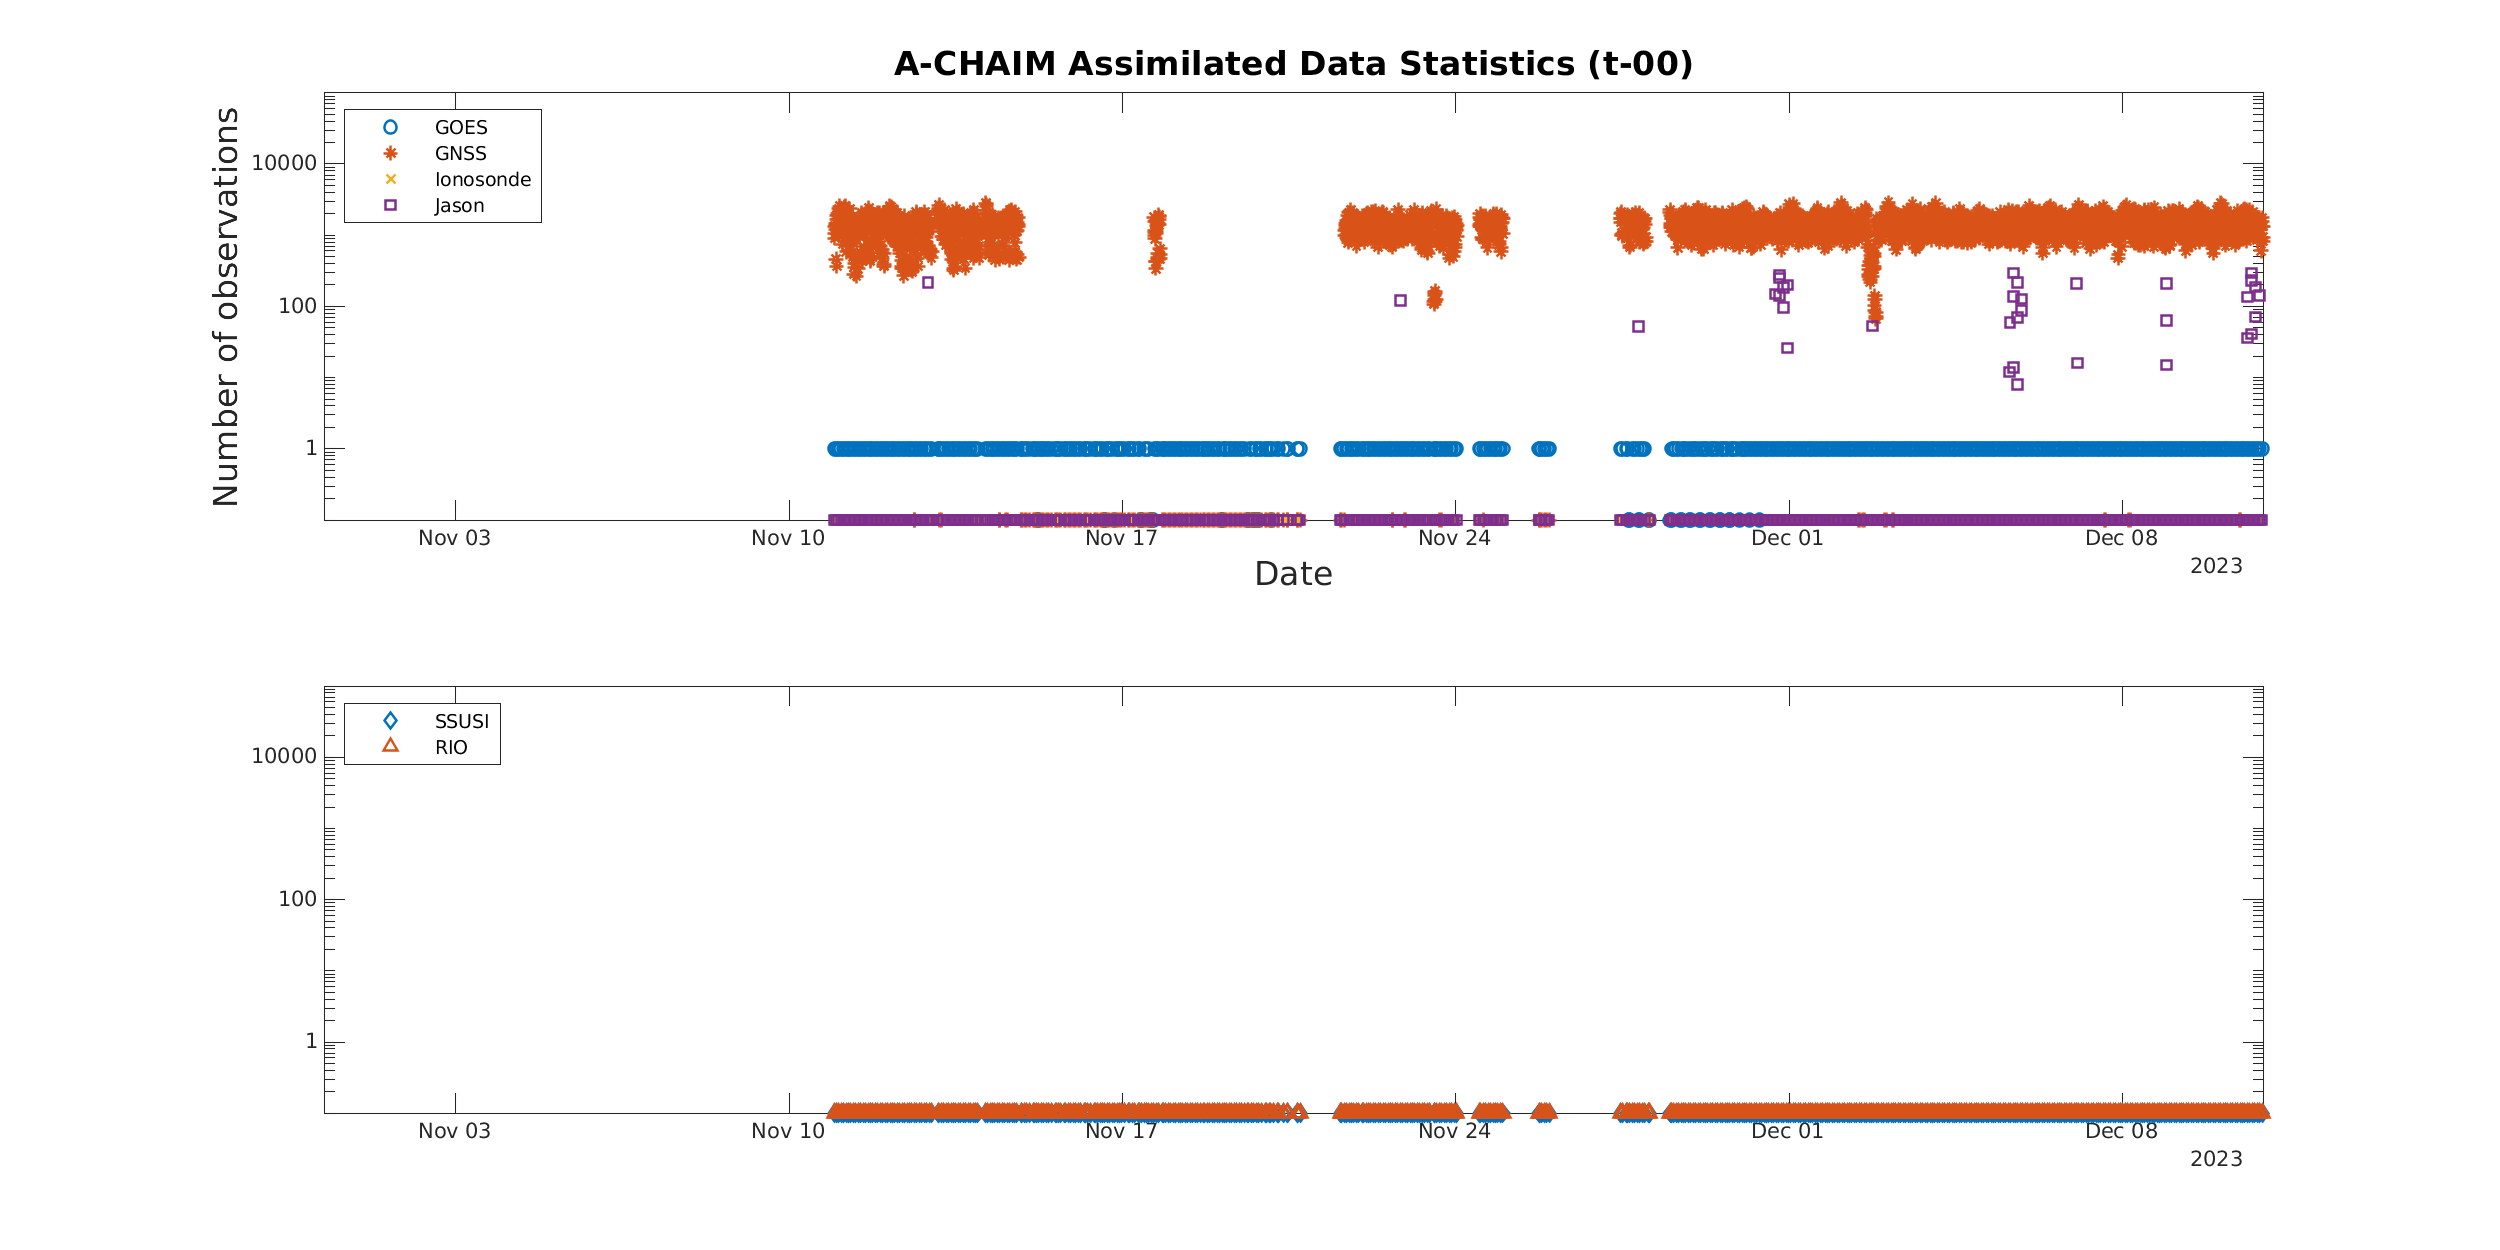 A-CHAIM Assimilated Data Statistics (t-00)
Number of observations
10000
100
1
GOES
GNSS
Ionosonde
Jason
Nov 03 Nov 10 Nov 17 Nov 24 Dec 01 Dec 08
2023
Date
10000
100
1
SSUSI
RIO
Nov 03 Nov 10 Nov 17 Nov 24 Dec 01 Dec 08
2023